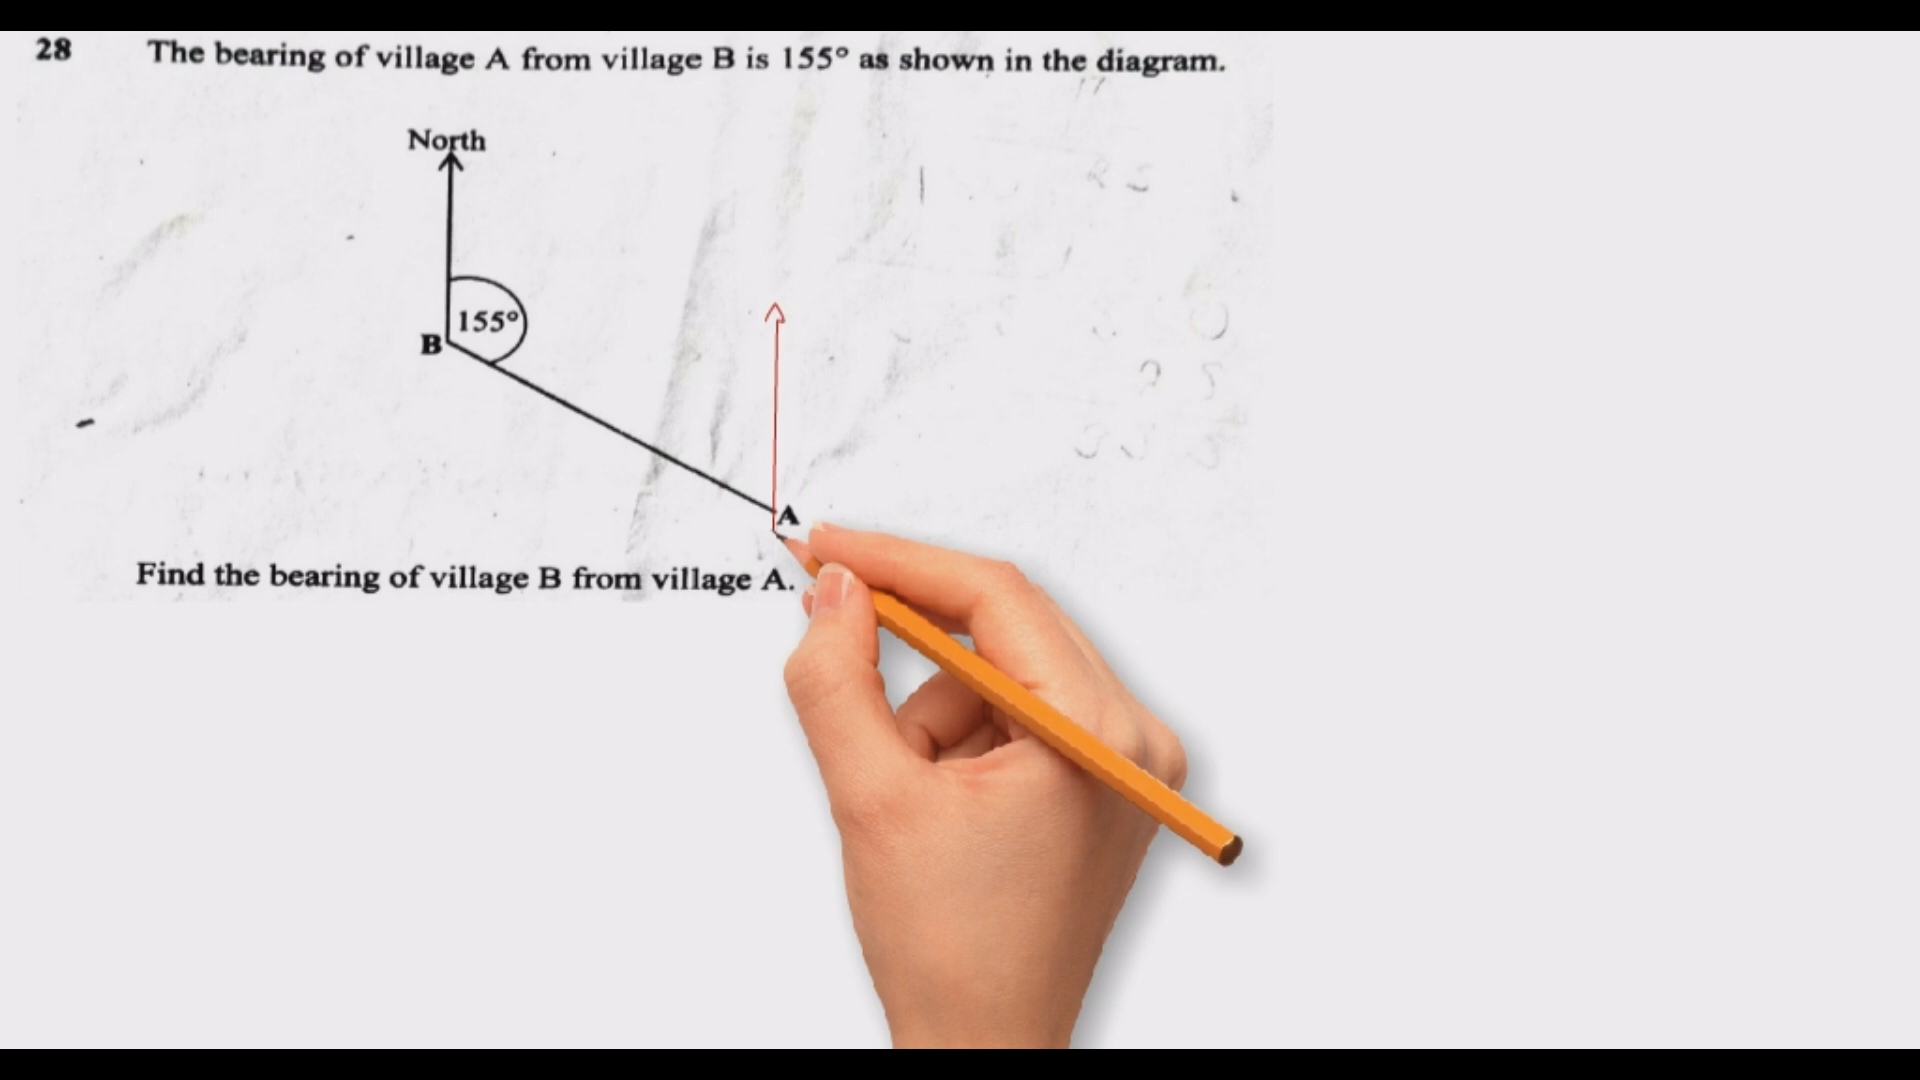 28 The bearing of village A from village B is 155° as shown in the diagram.
North
155°
B
A
Find the bearing of village B from village A.